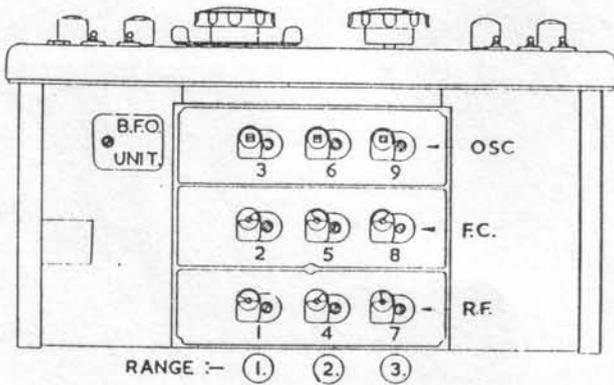 B.F.O.
UNIT.
3 6 9 OSC
2 5 8 F.C.
1 4 7 R.F.
RANGE :— 1. 2. 3.